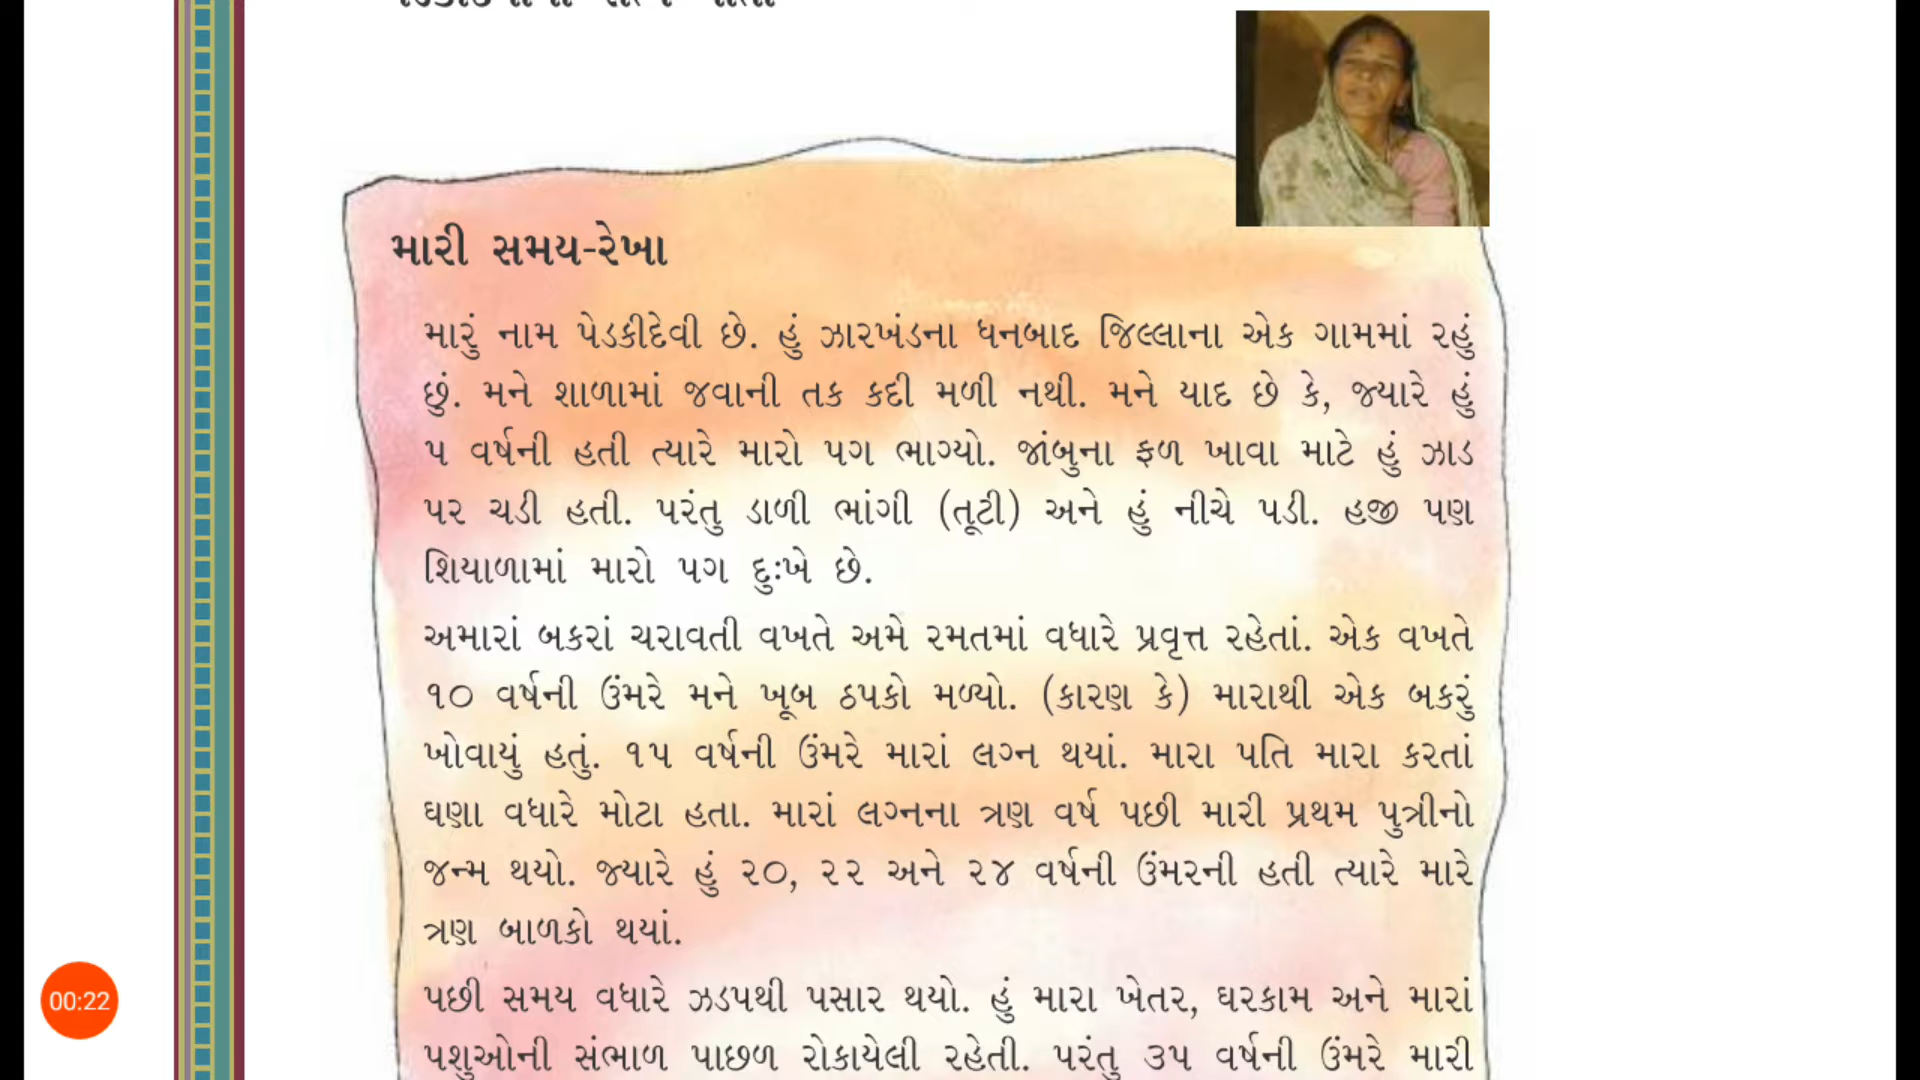 મારી સમય-રેખા
મારું નામ પેડકીદેવી છે. હું ઝારખંડના ધનબાદ જિલ્લાના એક ગામમાં રહું
છું. મને શાળામાં જવાની તક કદી મળી નથી. મને યાદ છે કે, જ્યારે હું
૫ વર્ષની હતી ત્યારે મારો પગ ભાગ્યો. જાંબુના ફળ ખાવા માટે હું ઝાડ
પર ચડી હતી. પરંતુ ડાળી ભાંગી (તૂટી) અને હું નીચે પડી. હજી પણ
શિયાળામાં મારો પગ દુઃખે છે.
અમારાં બકરાં ચરાવતી વખતે અમે રમતમાં વધારે પ્રવૃત્ત રહેતાં. એક વખતે
૧૦ વર્ષની ઉંમરે મને ખૂબ ઠપકો મળ્યો. (કારણ કે) મારાથી એક બકરું
ખોવાયું હતું. ૧૫ વર્ષની ઉંમરે મારાં લગ્ન થયાં. મારા પતિ મારા કરતાં
ઘણા વધારે મોટા હતા. મારાં લગ્નના ત્રણ વર્ષ પછી મારી પ્રથમ પુત્રીનો
જન્મ થયો. જ્યારે હું ૨૦, ૨૨ અને ૨૪ વર્ષની ઉંમરની હતી ત્યારે મારે
ત્રણ બાળકો થયાં.
પછી સમય વધારે ઝડપથી પસાર થયો. હું મારા ખેતર, ઘરકામ અને મારાં
પશુઓની સંભાળ પાછળ રોકાયેલી રહેતી. પરંતુ ૩૫ વર્ષની ઉંમરે મારી
00:22